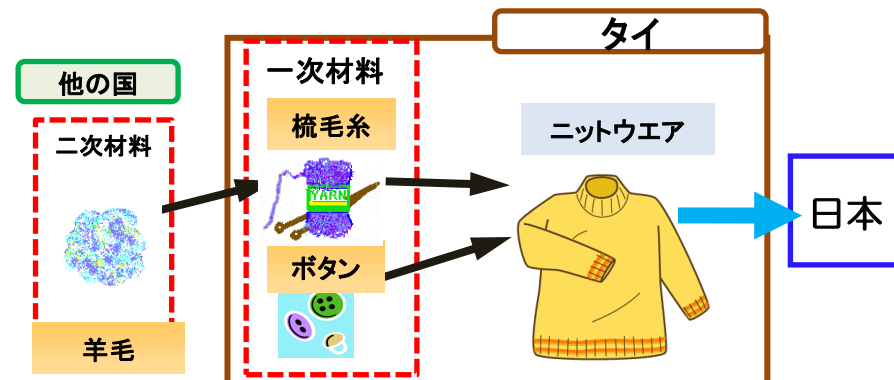 タイ
他の国
二次材料
羊毛
一次材料
梳毛糸
YARN
ボタン
ニットウエア
日本